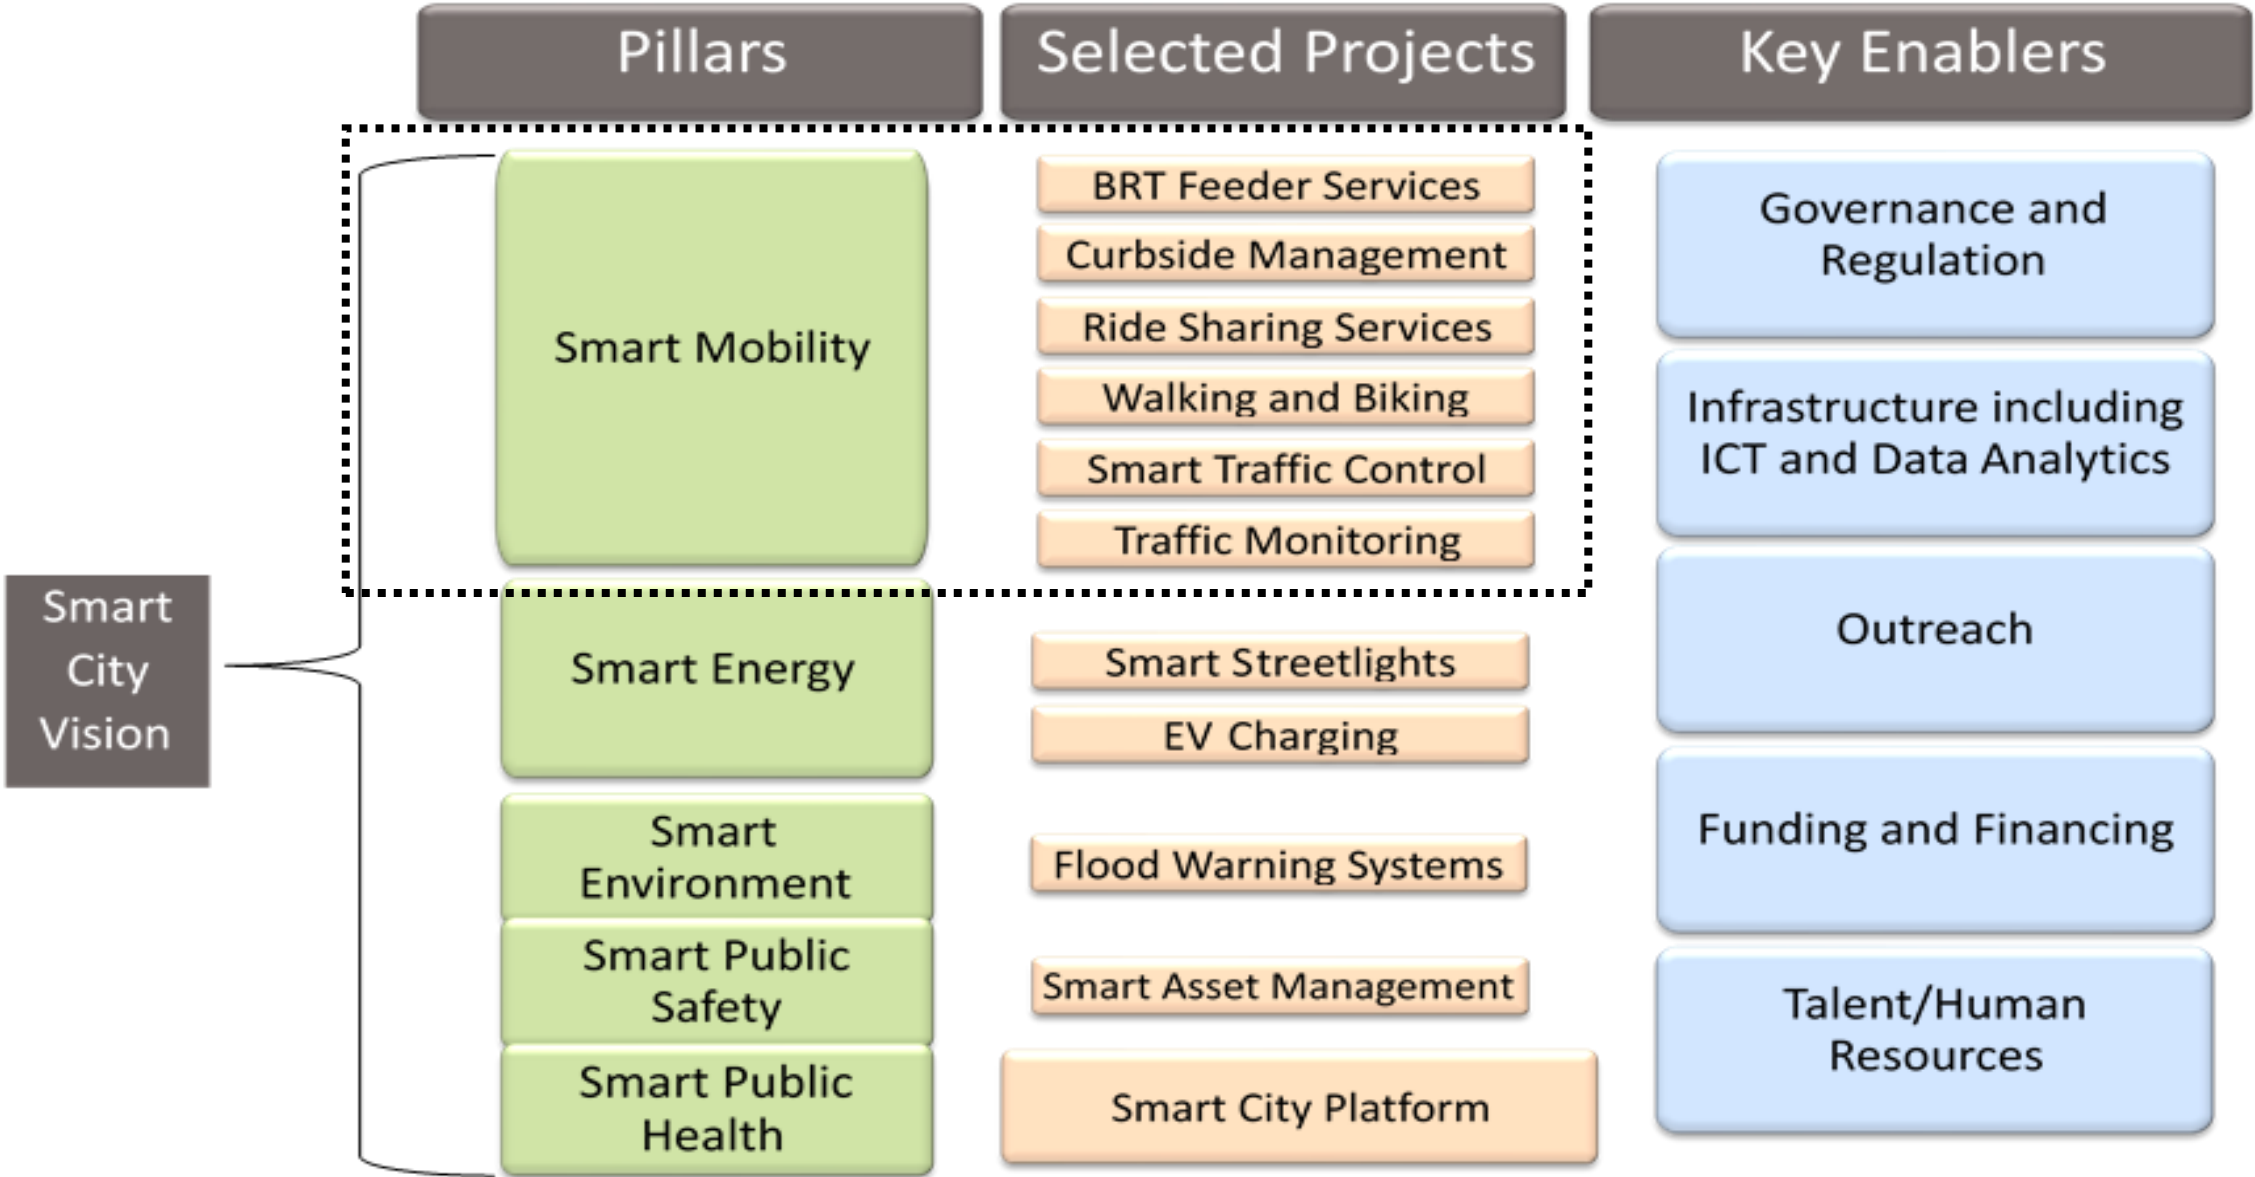 Pillars
Selected Projects
Key Enablers
Smart
City
Vision
Smart Mobility
BRT Feeder Services
Curbside Management
Ride Sharing Services
Walking and Biking
Smart Traffic Control
Traffic Monitoring
Smart Energy
Smart Streetlights
EV Charging
Smart
Environment
Flood Warning Systems
Smart Public
Safety
Smart Asset Management
Smart Public
Health
Smart City Platform
Governance and
Regulation
Infrastructure including
ICT and Data Analytics
Outreach
Funding and Financing
Talent/Human
Resources